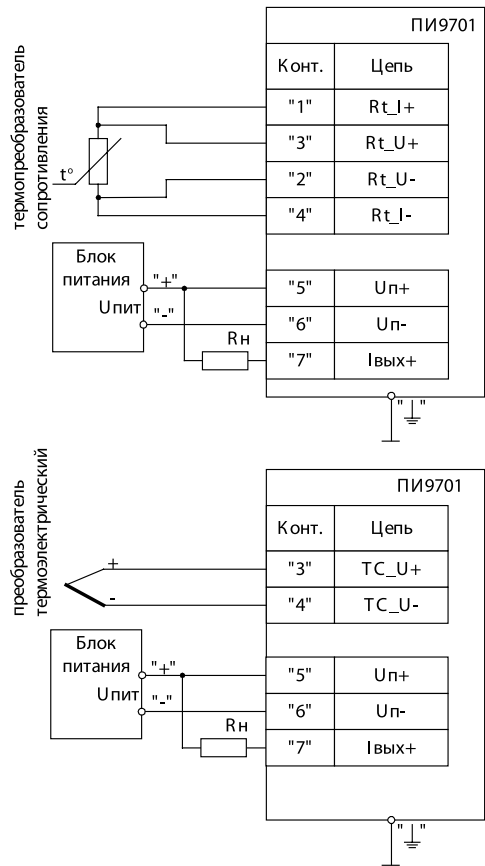 ПИ9701
Конт. Цепь
"1" Rt_I+
"3" Rt_U+
"2" Rt_U-
"4" Rt_I-
термопреобразователь
сопротивления
t°
Блок
питания
Uпит
"+"
"-"
Rн
"5" Uп+
"6" Uп-
"7" Iвых+
" "
ПИ9701
Конт. Цепь
"3" TC_U+
"4" TC_U-
преобразователь
термоэлектрический
+
-
Блок
питания
Uпит
"+"
"-"
Rн
"5" Uп+
"6" Uп-
"7" Iвых+
" "